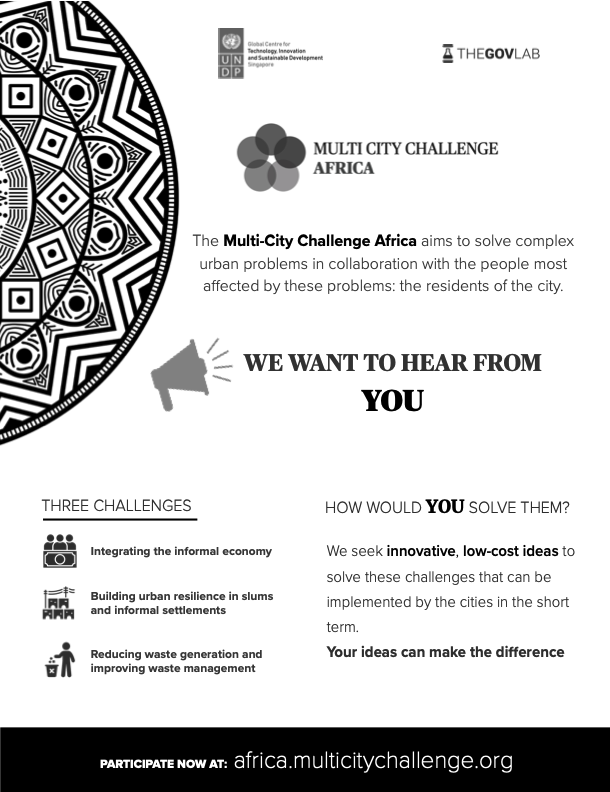 UN
DP
Global Centre for
Technology, Innovation
and Sustainable Development
Singapore
THEGOVLAB
MULTI CITY CHALLENGE
AFRICA
The Multi-City Challenge Africa aims to solve complex
urban problems in collaboration with the people most
affected by these problems: the residents of the city.
WE WANT TO HEAR FROM
YOU
THREE CHALLENGES
Integrating the informal economy
Building urban resilience in slums
and informal settlements
Reducing waste generation and
improving waste management
HOW WOULD YOU SOLVE THEM?
We seek innovative, low-cost ideas to
solve these challenges that can be
implemented by the cities in the short
term.
Your ideas can make the difference
PARTICIPATE NOW AT: africa.multicitychallenge.org